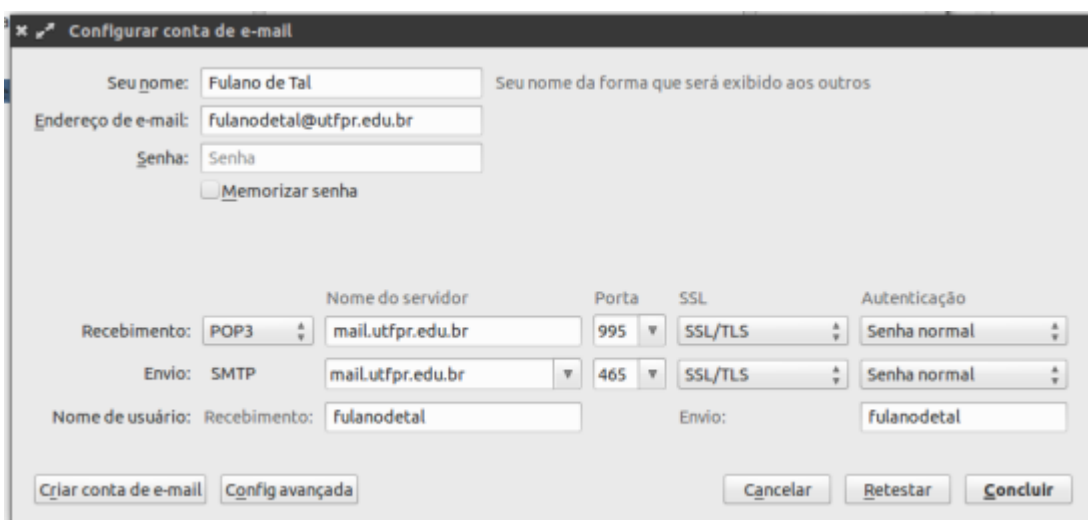 Configurar conta de e-mail
Seu nome: Fulano de Tal Seu nome da forma que será exibido aos outros
Endereço de e-mail: fulanodetal@utfpr.edu.br
Senha: Senha
Memorizar senha
Nome do servidor Porta SSL Autenticação
Recebimento: POP3 mail.utfpr.edu.br 995 SSL/TLS Senha normal
Envio: SMTP mail.utfpr.edu.br 465 SSL/TLS Senha normal
Nome de usuário: Recebimento: fulanodetal Envio: fulanodetal
Criar conta de e-mail Config avançada Cancelar Retestar Concluir